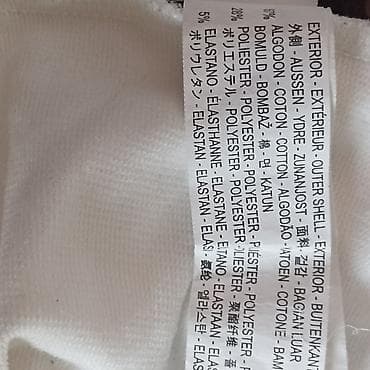 EXTERIOR - EXTÉRIEUR - OUTER SHELL - EXTERIOR - BUITENKANT
外側 - AUSSEN - YDRE - ZUNANJOST - 面料 - 겉감 - BAGIAN LUAR
ALGODON - COTON - COTTON - ALGODÃO - KATOEN - COTONE - BAM
BOMULD - BOMBAŽ - 棉 - 면 - KATUN
28% POLIESTER - POLYESTER - POLYESTER - POLIÉSTER - POLYESTER
ポリエステル - POLYESTER - POLYESTER - POLIESTER - 聚酯纤维 - 폴
5% ELASTANO - ÉLASTHANNE - ELASTANE - ELASTANO - ELASTAAN - ELAS
ポリウレタン - ELASTAN - ELASTAN - ELAS - 氨纶 - 엘라스탄 - ELAS